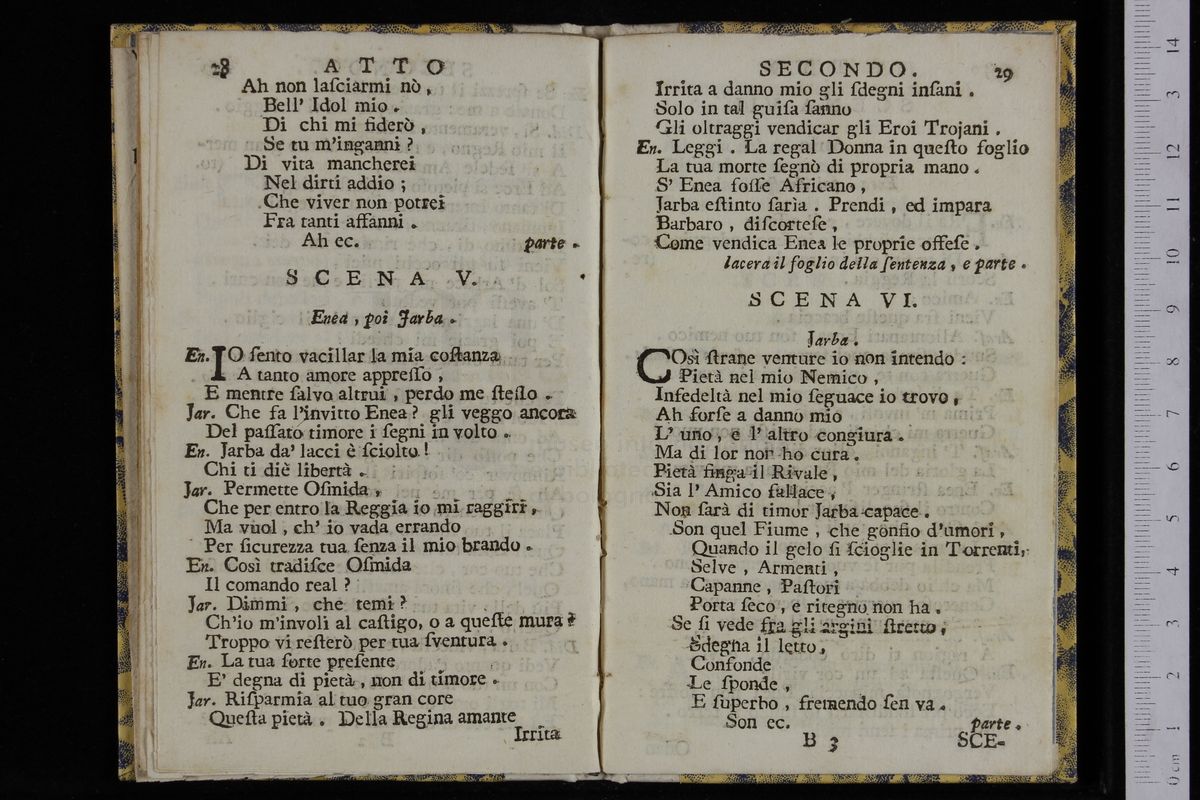 28 ATTO
Ah non laſciarmi nò,
Bell' Idol mio.
Di chi mi fiderò,
Se tu m'inganni?
Di vita mancherei
Nel dirti addio;
Che viver non potrei
Fra tanti affanni.
Ah ec. parte.
SCENA V.
Enea, poi Jarba.
En. IO ſento vacillar la mia coſtanza
A tanto amore appreſſo,
E mentre ſalvo altrui, perdo me ſteſſo.
Jar. Che fa l'invitto Enea? gli veggo ancora
Del paſſato timore i ſegni in volto.
En. Jarba da' lacci è ſciolto!
Chi ti diè libertà.
Jar. Permette Oſmida,
Che per entro la Reggia io mi raggiri,
Ma vuol, ch'io vada errando
Per ſicurezza tua ſenza il mio brando.
En. Così tradiſce Oſmida
Il comando real?
Jar. Dimmi, che temi?
Ch'io m'involi al caſtigo, o a queſte mura?
Troppo vi reſterò per tua ſventura.
En. La tua ſorte preſente
E' degna di pietà, non di timore.
Jar. Riſparmia al tuo gran core
Queſta pietà. Della Regina amante
Irrita
SECONDO. 29
Irrita a danno mio gli ſdegni inſani.
Solo in tal guiſa ſanno
Gli oltraggi vendicar gli Eroi Trojani.
En. Leggi. La regal Donna in queſto foglio
La tua morte ſegnò di propria mano.
S' Enea foſſe Africano,
Jarba eſtinto ſarìa. Prendi, ed impara
Barbaro, diſcorteſe,
Come vendica Enea le proprie offeſe.
lacera il foglio della ſentenza, e parte.
SCENA VI.
Jarba.
COsì ſtrane venture io non intendo:
Pietà nel mio Nemico,
Infedeltà nel mio ſeguace io trovo,
Ah forſe a danno mio
L' uno, e l' altro congiura.
Ma di lor non ho cura.
Pietà finga il Rivale,
Sia l' Amico fallace,
Non ſarà di timor Jarba capace.
Son quel Fiume, che gonfio d'umori,
Quando il gelo ſi ſcioglie in Torrenti,
Selve, Armenti,
Capanne, Paſtori
Porta ſeco, e ritegno non ha.
Se ſi vede fra gli argini ſtretto,
Sdegna il letto,
Confonde
Le ſponde,
E ſuperbo, fremendo ſen va.
Son ec. parte.
B 3 SCE-